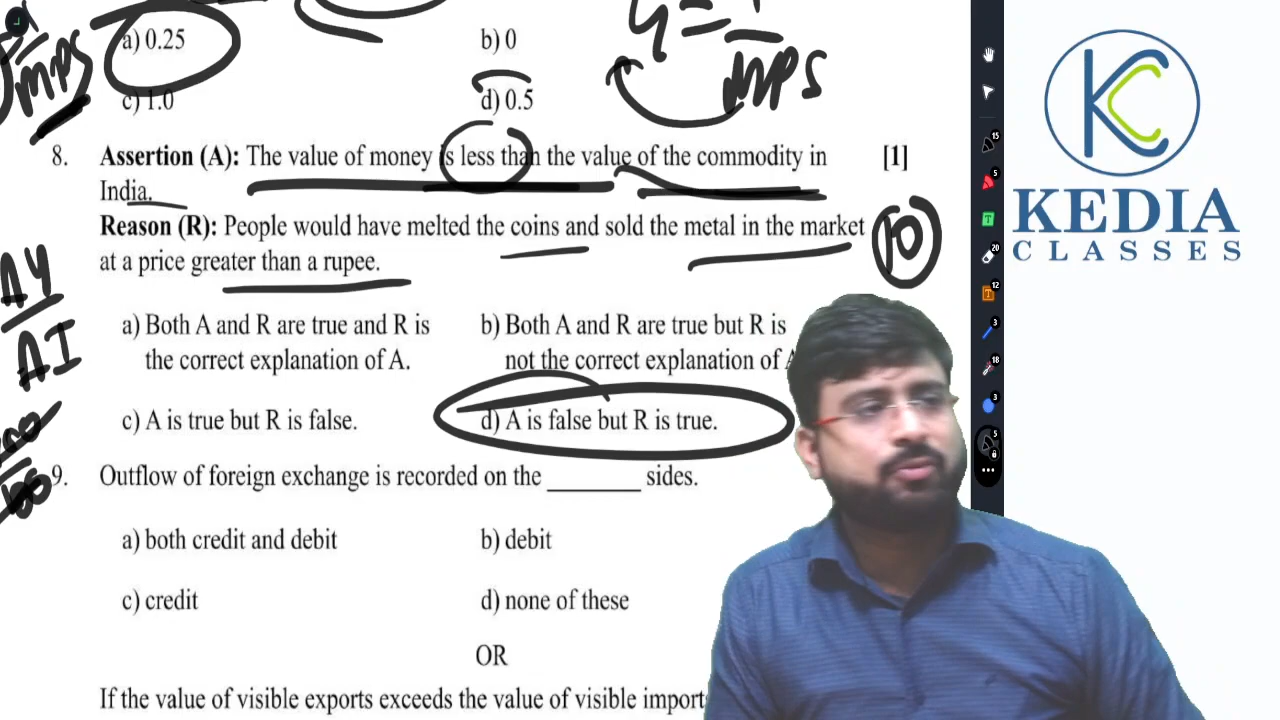 a) 0.25
b) 0
c) 1.0
d) 0.5
mps
mps
8. Assertion (A): The value of money is less than the value of the commodity in [1]
India.
Reason (R): People would have melted the coins and sold the metal in the market
at a price greater than a rupee.
10
ΔY
ΔI
a) Both A and R are true and R is
the correct explanation of A.
b) Both A and R are true but R is
not the correct explanation of A
c) A is true but R is false.
d) A is false but R is true.
9. Outflow of foreign exchange is recorded on the ________ sides.
a) both credit and debit
b) debit
c) credit
d) none of these
OR
If the value of visible exports exceeds the value of visible import
KEDIA
CLASSES